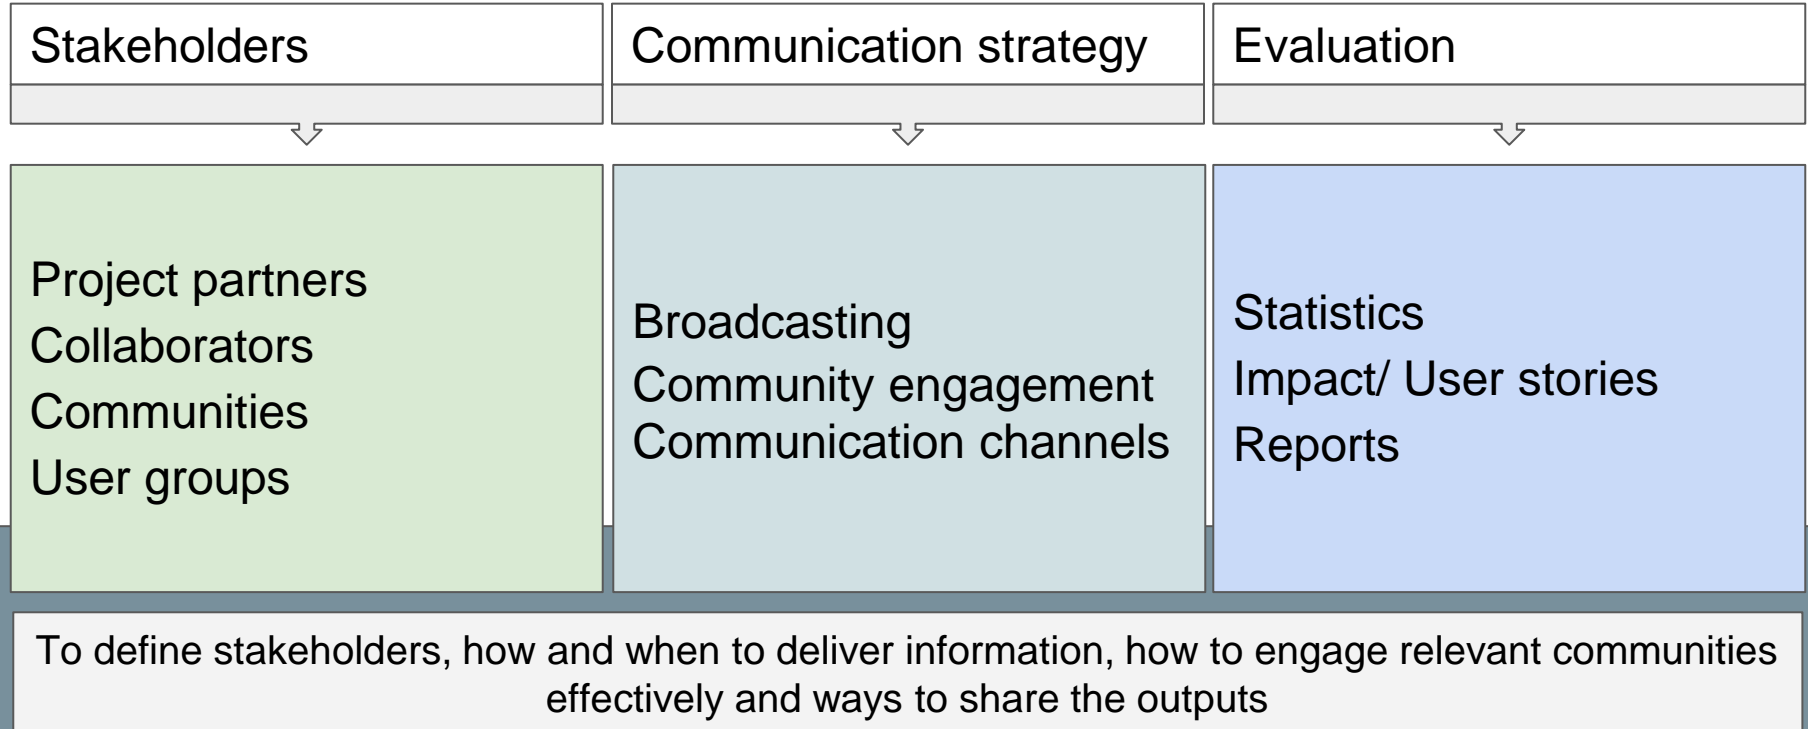 Stakeholders
Communication strategy
Evaluation
Project partners
Collaborators
Communities
User groups
Broadcasting
Community engagement
Communication channels
Statistics
Impact/ User stories
Reports
To define stakeholders, how and when to deliver information, how to engage relevant communities
effectively and ways to share the outputs